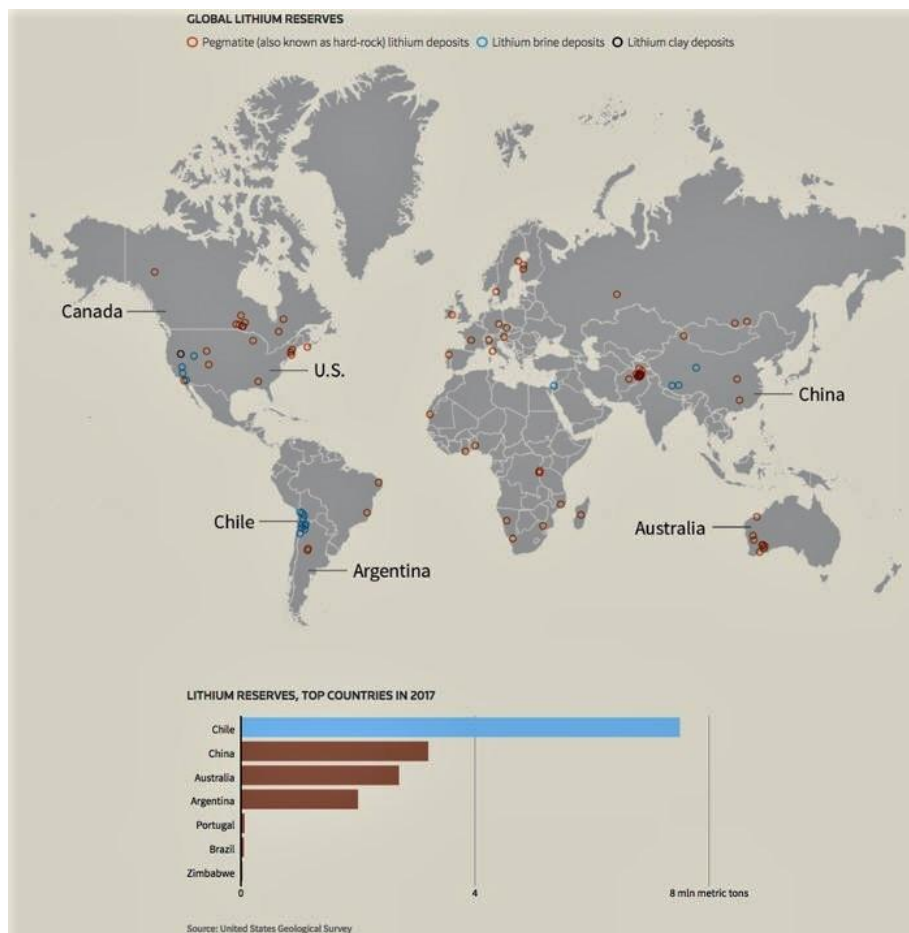 GLOBAL LITHIUM RESERVES
Pegmatite (also known as hard-rock) lithium deposits Lithium brine deposits Lithium clay deposits
Canada
U.S.
China
Chile
Australia
Argentina
LITHIUM RESERVES, TOP COUNTRIES IN 2017
Chile
China
Australia
Argentina
Portugal
Brazil
Zimbabwe
0 4 8 mln metric tons
Source: United States Geological Survey